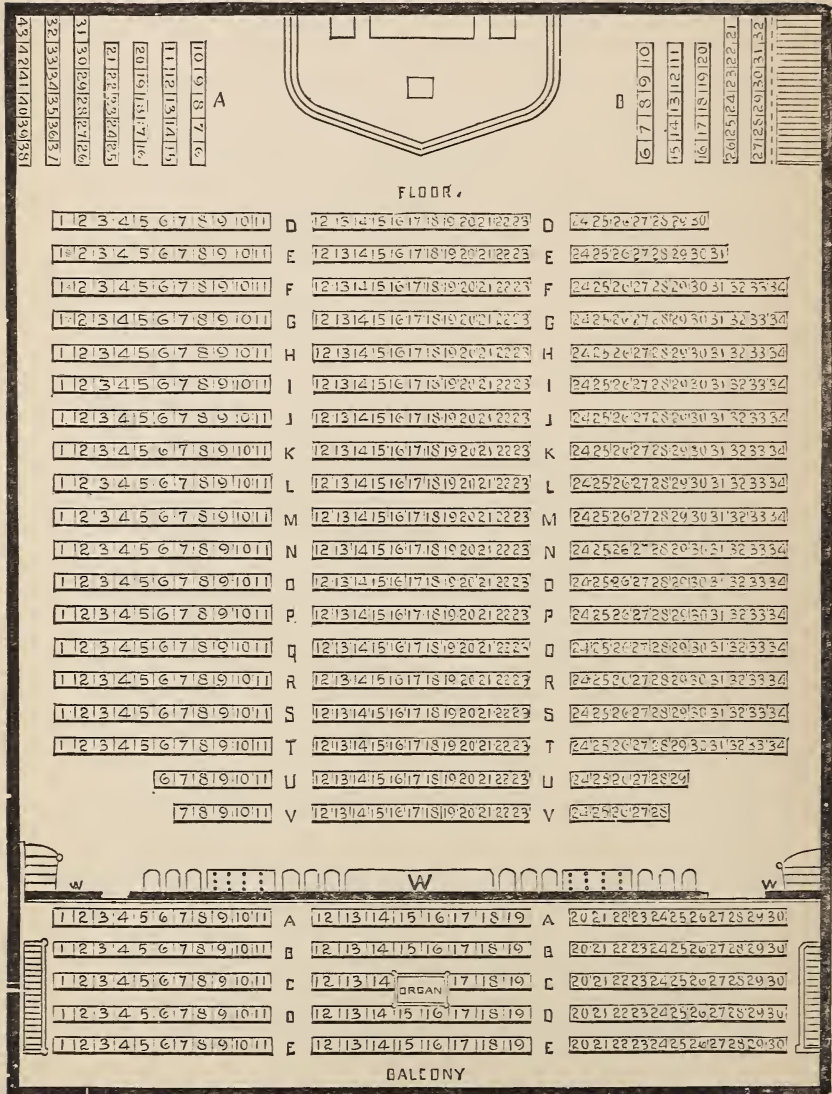 43 42 41 40 39 38
32 33 34 35 36 37
31 30 29 28 27 26
21 22 23 24 25
20 19 18 17 16
11 12 13 14 15
10 9 8 7 6
A
B
6 7 8 9 10
15 14 13 12 11
16 17 18 19 20
26 25 24 23 22 21
27 28 29 30 31 32
FLOOR.
1 2 3 4 5 6 7 8 9 10 11 D 12 13 14 15 16 17 18 19 20 21 22 23 D 24 25 26 27 28 29 30
1 2 3 4 5 6 7 8 9 10 11 E 12 13 14 15 16 17 18 19 20 21 22 23 E 24 25 26 27 28 29 30 31
1 2 3 4 5 6 7 8 9 10 11 F 12 13 14 15 16 17 18 19 20 21 22 23 F 24 25 26 27 28 29 30 31 32 33 34
1 2 3 4 5 6 7 8 9 10 11 G 12 13 14 15 16 17 18 19 20 21 22 23 G 24 25 26 27 28 29 30 31 32 33 34
1 2 3 4 5 6 7 8 9 10 11 H 12 13 14 15 16 17 18 19 20 21 22 23 H 24 25 26 27 28 29 30 31 32 33 34
1 2 3 4 5 6 7 8 9 10 11 I 12 13 14 15 16 17 18 19 20 21 22 23 I 24 25 26 27 28 29 30 31 32 33 34
1 2 3 4 5 6 7 8 9 10 11 J 12 13 14 15 16 17 18 19 20 21 22 23 J 24 25 26 27 28 29 30 31 32 33 34
1 2 3 4 5 6 7 8 9 10 11 K 12 13 14 15 16 17 18 19 20 21 22 23 K 24 25 26 27 28 29 30 31 32 33 34
1 2 3 4 5 6 7 8 9 10 11 L 12 13 14 15 16 17 18 19 20 21 22 23 L 24 25 26 27 28 29 30 31 32 33 34
1 2 3 4 5 6 7 8 9 10 11 M 12 13 14 15 16 17 18 19 20 21 22 23 M 24 25 26 27 28 29 30 31 32 33 34
1 2 3 4 5 6 7 8 9 10 11 N 12 13 14 15 16 17 18 19 20 21 22 23 N 24 25 26 27 28 29 30 31 32 33 34
1 2 3 4 5 6 7 8 9 10 11 O 12 13 14 15 16 17 18 19 20 21 22 23 O 24 25 26 27 28 29 30 31 32 33 34
1 2 3 4 5 6 7 8 9 10 11 P 12 13 14 15 16 17 18 19 20 21 22 23 P 24 25 26 27 28 29 30 31 32 33 34
1 2 3 4 5 6 7 8 9 10 11 Q 12 13 14 15 16 17 18 19 20 21 22 23 Q 24 25 26 27 28 29 30 31 32 33 34
1 2 3 4 5 6 7 8 9 10 11 R 12 13 14 15 16 17 18 19 20 21 22 23 R 24 25 26 27 28 29 30 31 32 33 34
1 2 3 4 5 6 7 8 9 10 11 S 12 13 14 15 16 17 18 19 20 21 22 23 S 24 25 26 27 28 29 30 31 32 33 34
1 2 3 4 5 6 7 8 9 10 11 T 12 13 14 15 16 17 18 19 20 21 22 23 T 24 25 26 27 28 29 30 31 32 33 34
6 7 8 9 10 11 U 12 13 14 15 16 17 18 19 20 21 22 23 U 24 25 26 27 28 29
7 8 9 10 11 V 12 13 14 15 16 17 18 19 20 21 22 23 V 24 25 26 27 28
W W W
1 2 3 4 5 6 7 8 9 10 11 A 12 13 14 15 16 17 18 19 A 20 21 22 23 24 25 26 27 28 29 30
1 2 3 4 5 6 7 8 9 10 11 B 12 13 14 15 16 17 18 19 B 20 21 22 23 24 25 26 27 28 29 30
1 2 3 4 5 6 7 8 9 10 11 C 12 13 14 ORGAN 17 18 19 C 20 21 22 23 24 25 26 27 28 29 30
1 2 3 4 5 6 7 8 9 10 11 D 12 13 14 15 16 17 18 19 D 20 21 22 23 24 25 26 27 28 29 30
1 2 3 4 5 6 7 8 9 10 11 E 12 13 14 15 16 17 18 19 E 20 21 22 23 24 25 26 27 28 29 30
BALCONY